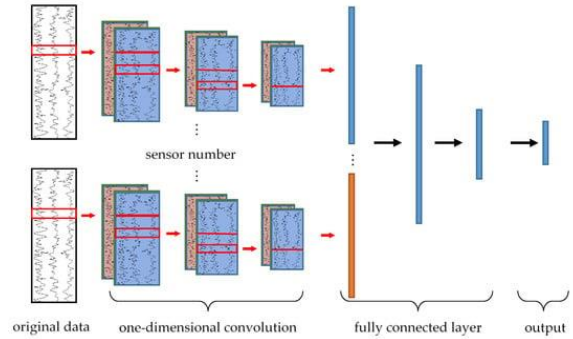 sensor number
original data
one-dimensional convolution
fully connected layer
output